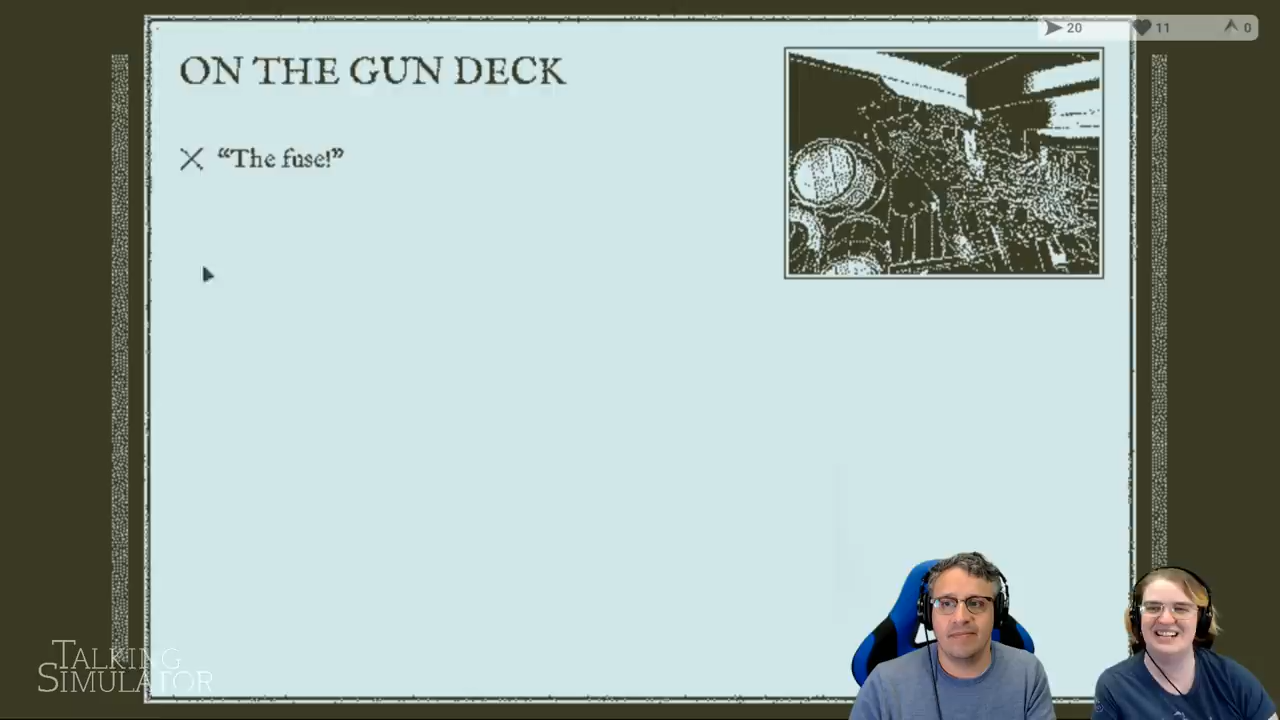 20 11 0
ON THE GUN DECK
“The fuse!”
TALKING
SIMULATOR